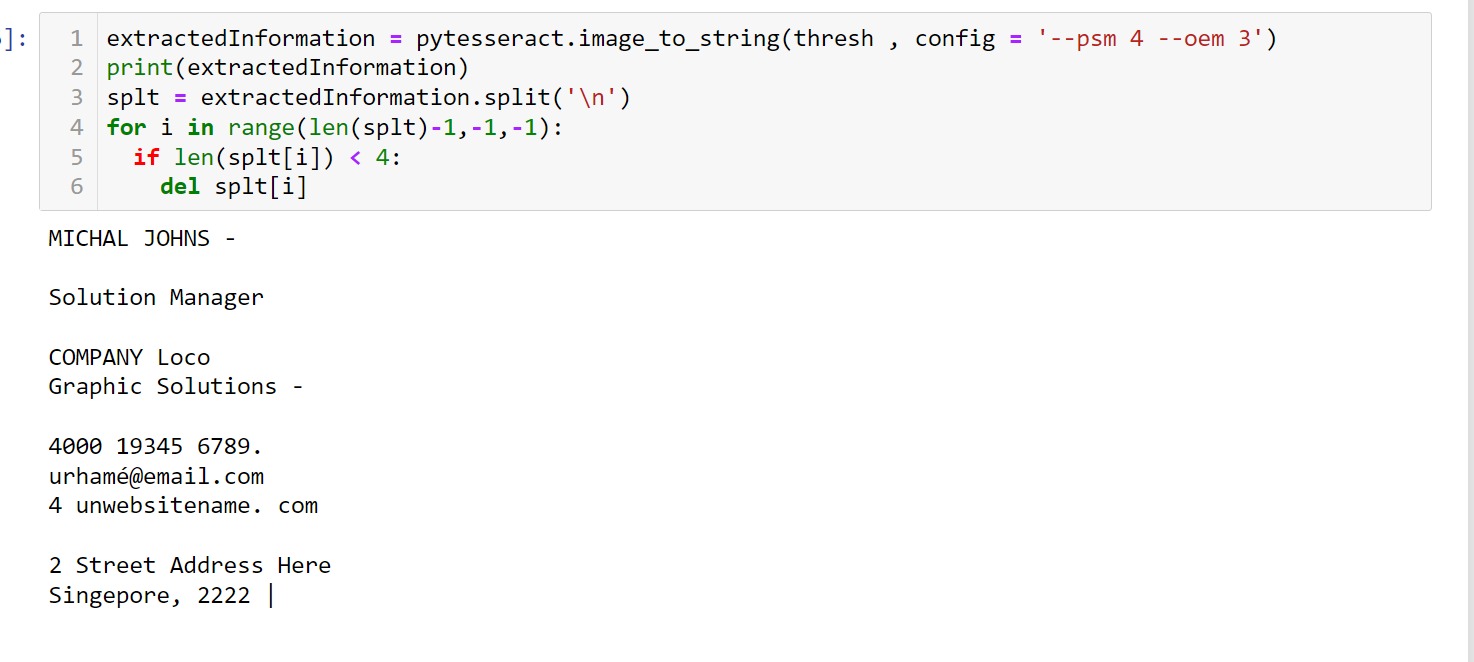 ]:
1 extractedInformation = pytesseract.image_to_string(thresh , config = '--psm 4 --oem 3')
2 print(extractedInformation)
3 splt = extractedInformation.split('\n')
4 for i in range(len(splt)-1,-1,-1):
5   if len(splt[i]) < 4:
6     del splt[i]
MICHAL JOHNS -
Solution Manager
COMPANY Loco
Graphic Solutions -
4000 19345 6789.
urhamé@email.com
4 unwebsitename. com
2 Street Address Here
Singepore, 2222 |